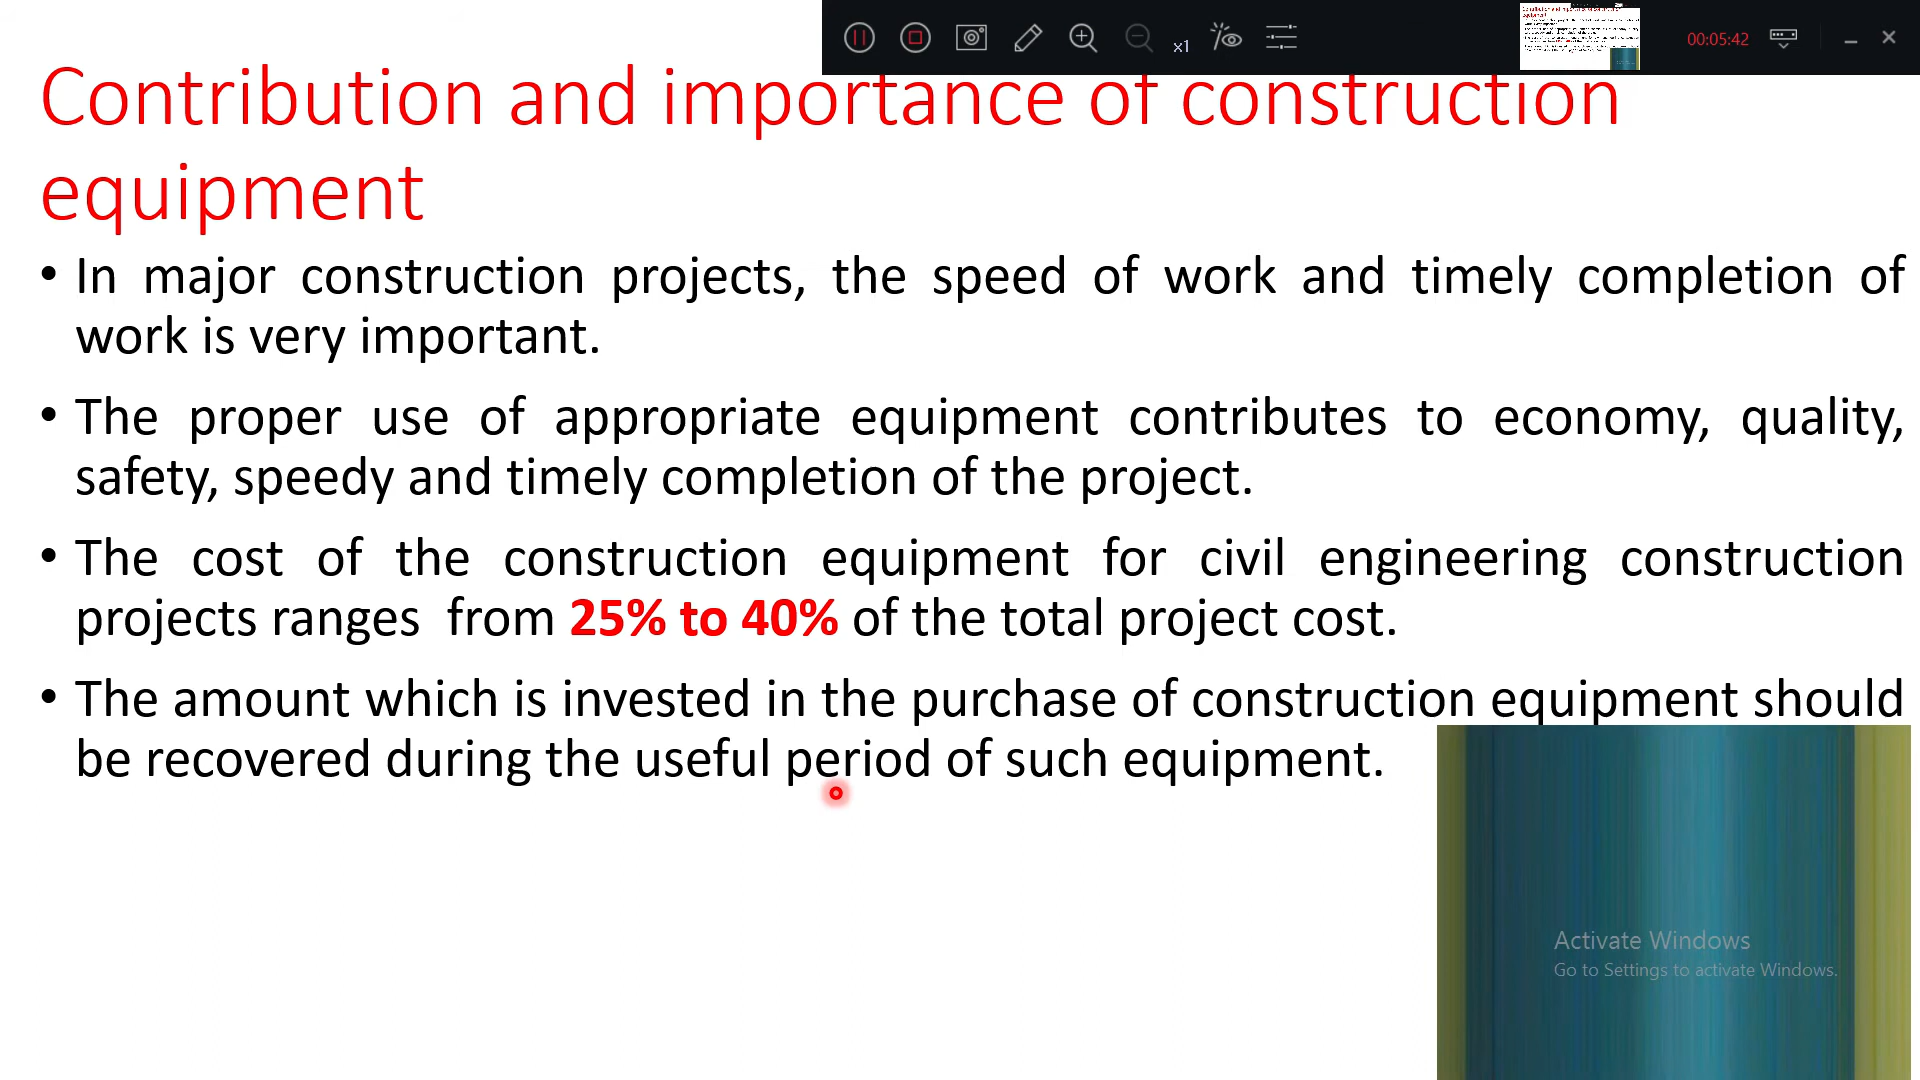 x1
00:05:42
Contribution and importance of construction
equipment
• In major construction projects, the speed of work and timely completion of
work is very important.
• The proper use of appropriate equipment contributes to economy, quality,
safety, speedy and timely completion of the project.
• The cost of the construction equipment for civil engineering construction
projects ranges from 25% to 40% of the total project cost.
• The amount which is invested in the purchase of construction equipment should
be recovered during the useful period of such equipment.
Activate Windows
Go to Settings to activate Windows.